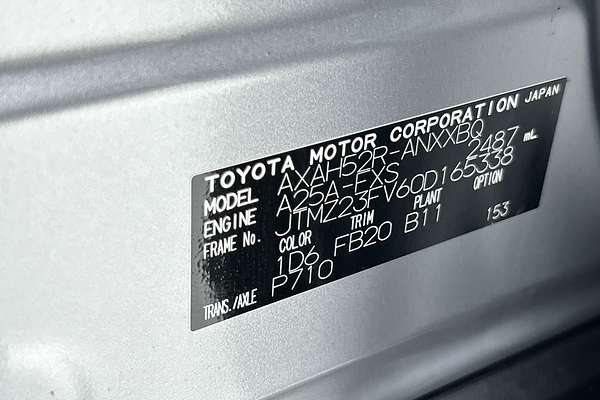 TOYOTA MOTOR CORPORATION JAPAN
MODEL AXAH52R-ANXXBQ
ENGINE A25A-FXS 2487 mL
FRAME No. JTMZ23FV60D165338
COLOR TRIM PLANT OPTION
1D6 FB20 B11 153
TRANS./AXLE P710